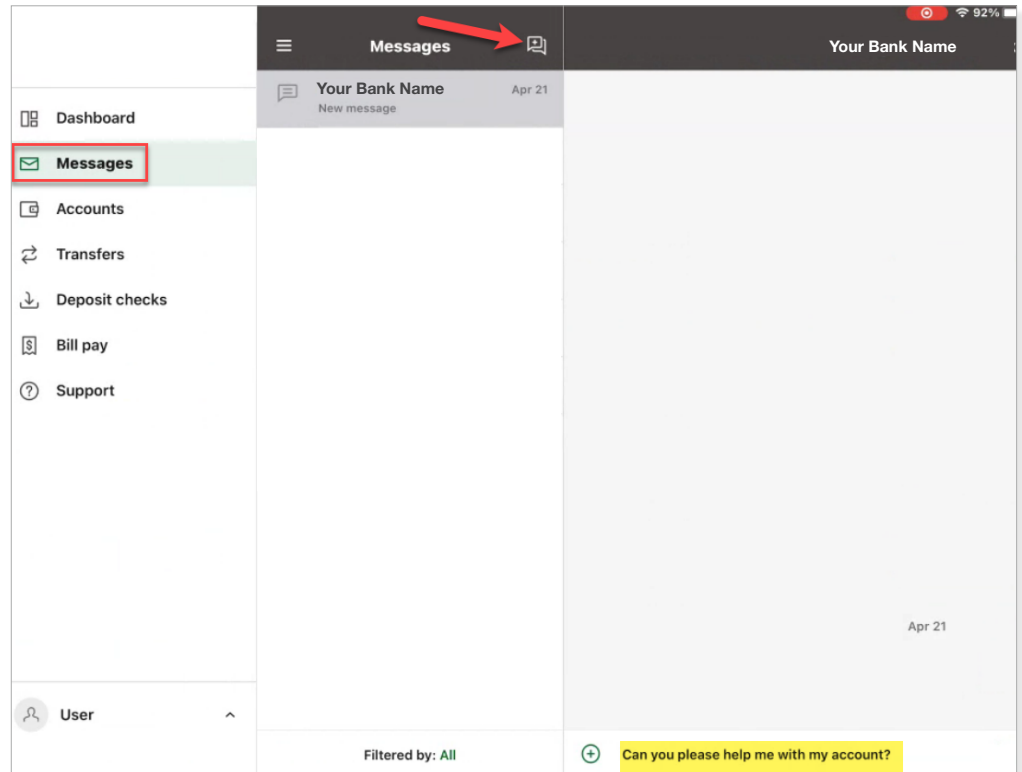 92%
Messages
Your Bank Name
Your Bank Name
Apr 21
New message
Dashboard
Messages
Accounts
Transfers
Deposit checks
Bill pay
Support
Apr 21
User
Filtered by: All
Can you please help me with my account?